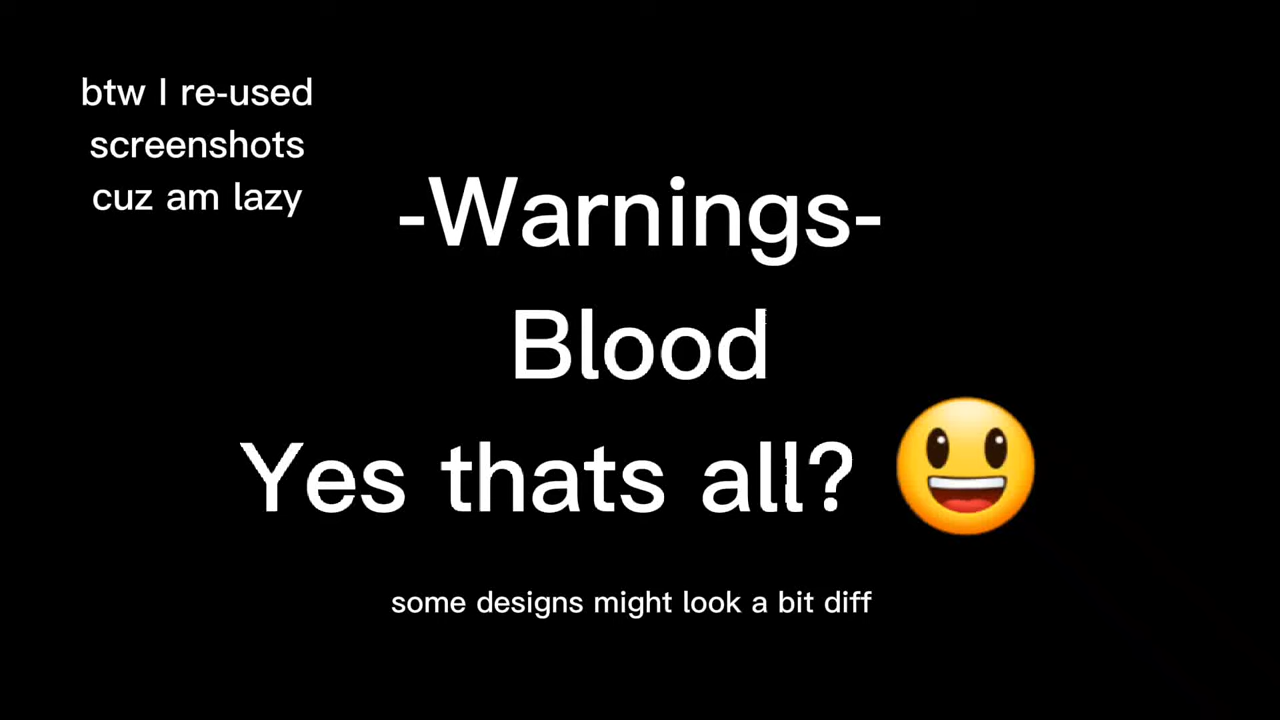 btw I re-used
screenshots
cuz am lazy
-Warnings-
Blood
Yes thats all? 😃
some designs might look a bit diff